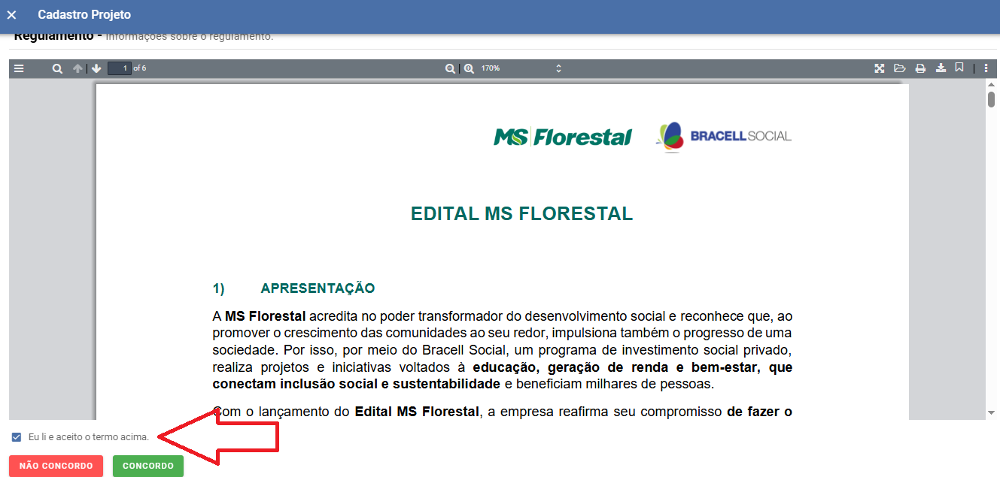 Cadastro Projeto
Regulamento - Informações sobre o regulamento.
1 of 6
170%
MS Florestal
BRACELL SOCIAL
EDITAL MS FLORESTAL
1) APRESENTAÇÃO
A MS Florestal acredita no poder transformador do desenvolvimento social e reconhece que, ao
promover o crescimento das comunidades ao seu redor, impulsiona também o progresso de uma
sociedade. Por isso, por meio do Bracell Social, um programa de investimento social privado,
realiza projetos e iniciativas voltados à educação, geração de renda e bem-estar, que
conectam inclusão social e sustentabilidade e beneficiam milhares de pessoas.
Com o lançamento do Edital MS Florestal, a empresa reafirma seu compromisso de fazer o
Eu li e aceito o termo acima.
NÃO CONCORDO
CONCORDO